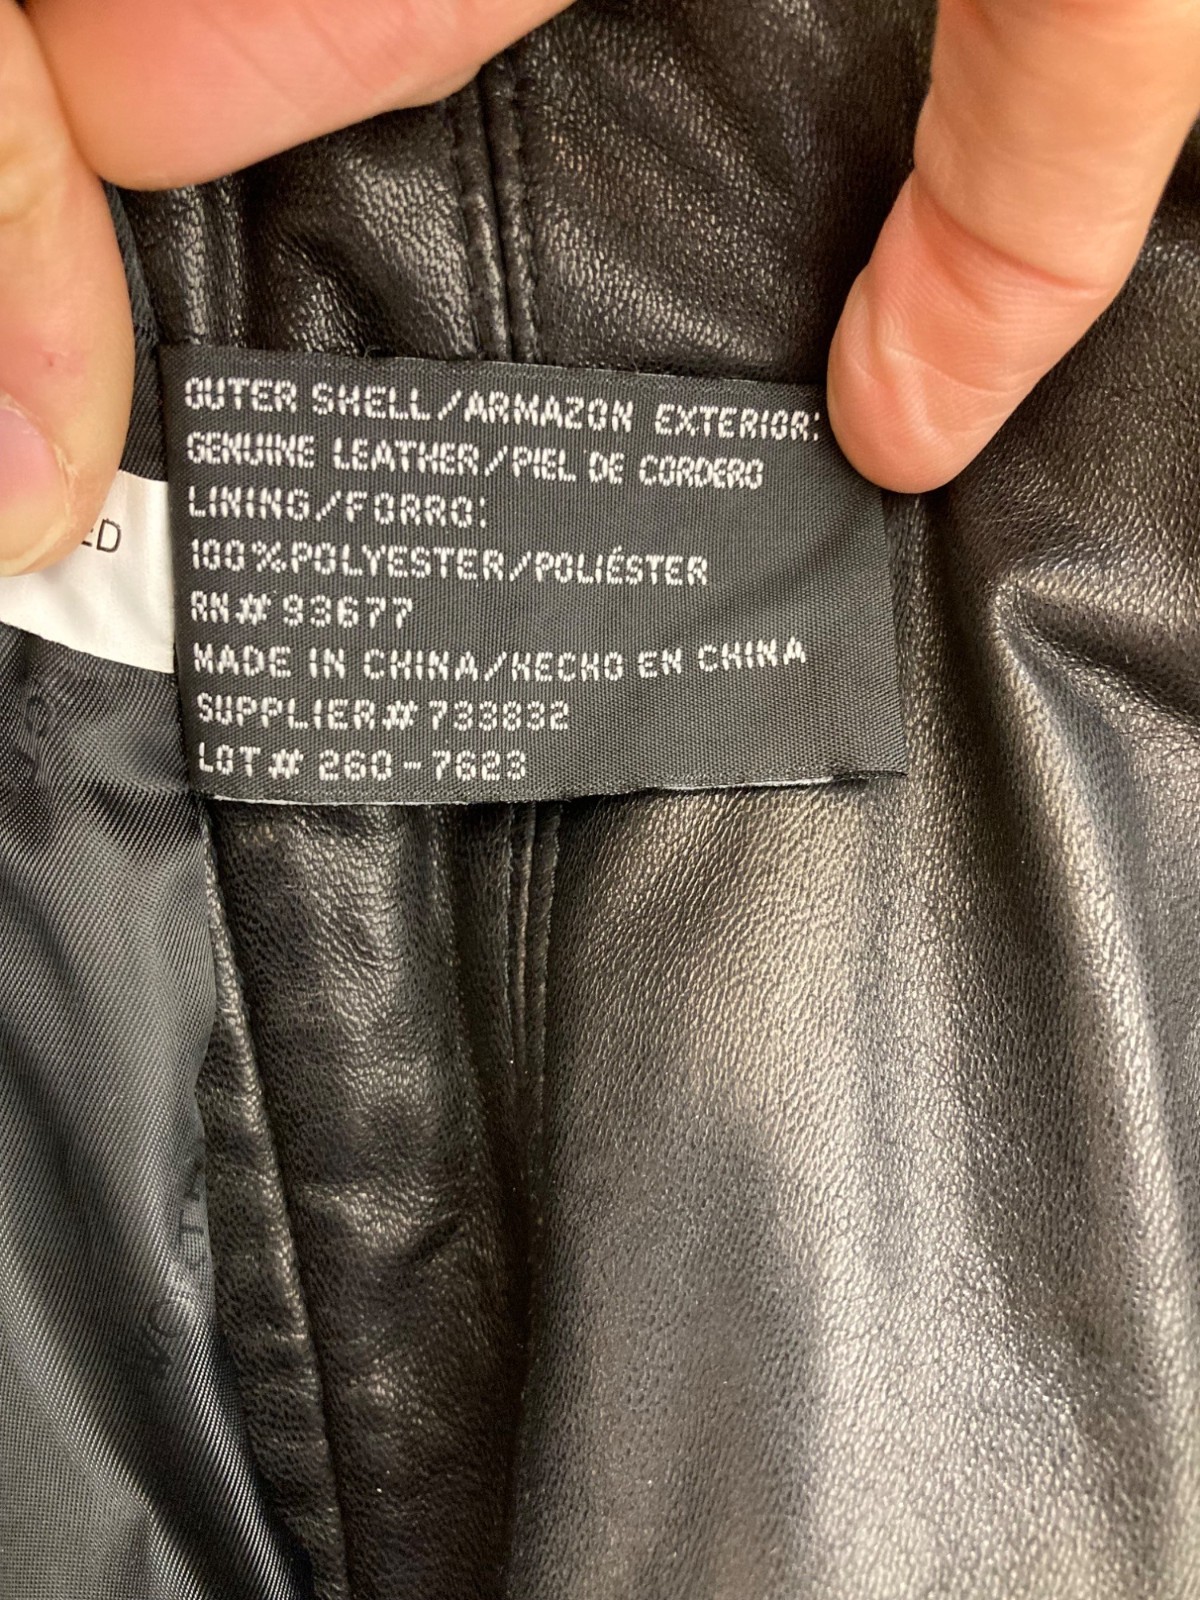 OUTER SHELL/ARMAZON EXTERIOR:
GENUINE LEATHER/PIEL DE CORDERO
LINING/FORRO:
100%POLYESTER/POLIÉSTER
RN# 93677
MADE IN CHINA/HECHO EN CHINA
SUPPLIER# 733832
LOT# 260-7623